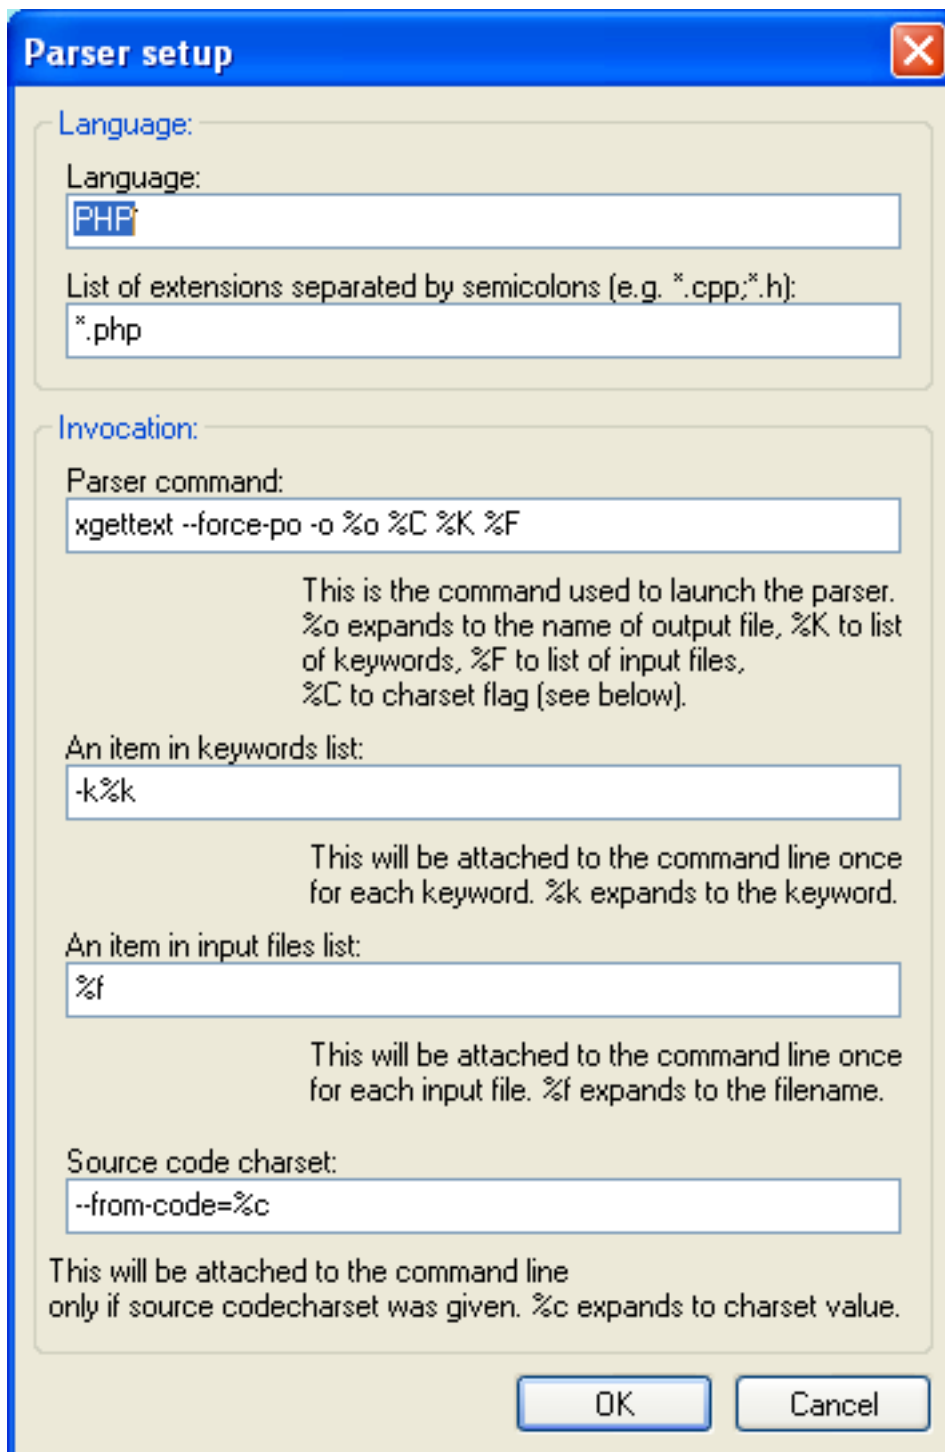 Parser setup
Language:
Language:
PHP
List of extensions separated by semicolons (e.g. *.cpp;*.h):
*.php
Invocation:
Parser command:
xgettext --force-po -o %o %C %K %F
This is the command used to launch the parser.
%o expands to the name of output file, %K to list
of keywords, %F to list of input files,
%C to charset flag (see below).
An item in keywords list:
-k%k
This will be attached to the command line once
for each keyword. %k expands to the keyword.
An item in input files list:
%f
This will be attached to the command line once
for each input file. %f expands to the filename.
Source code charset:
--from-code=%c
This will be attached to the command line
only if source codecharset was given. %c expands to charset value.
OK
Cancel